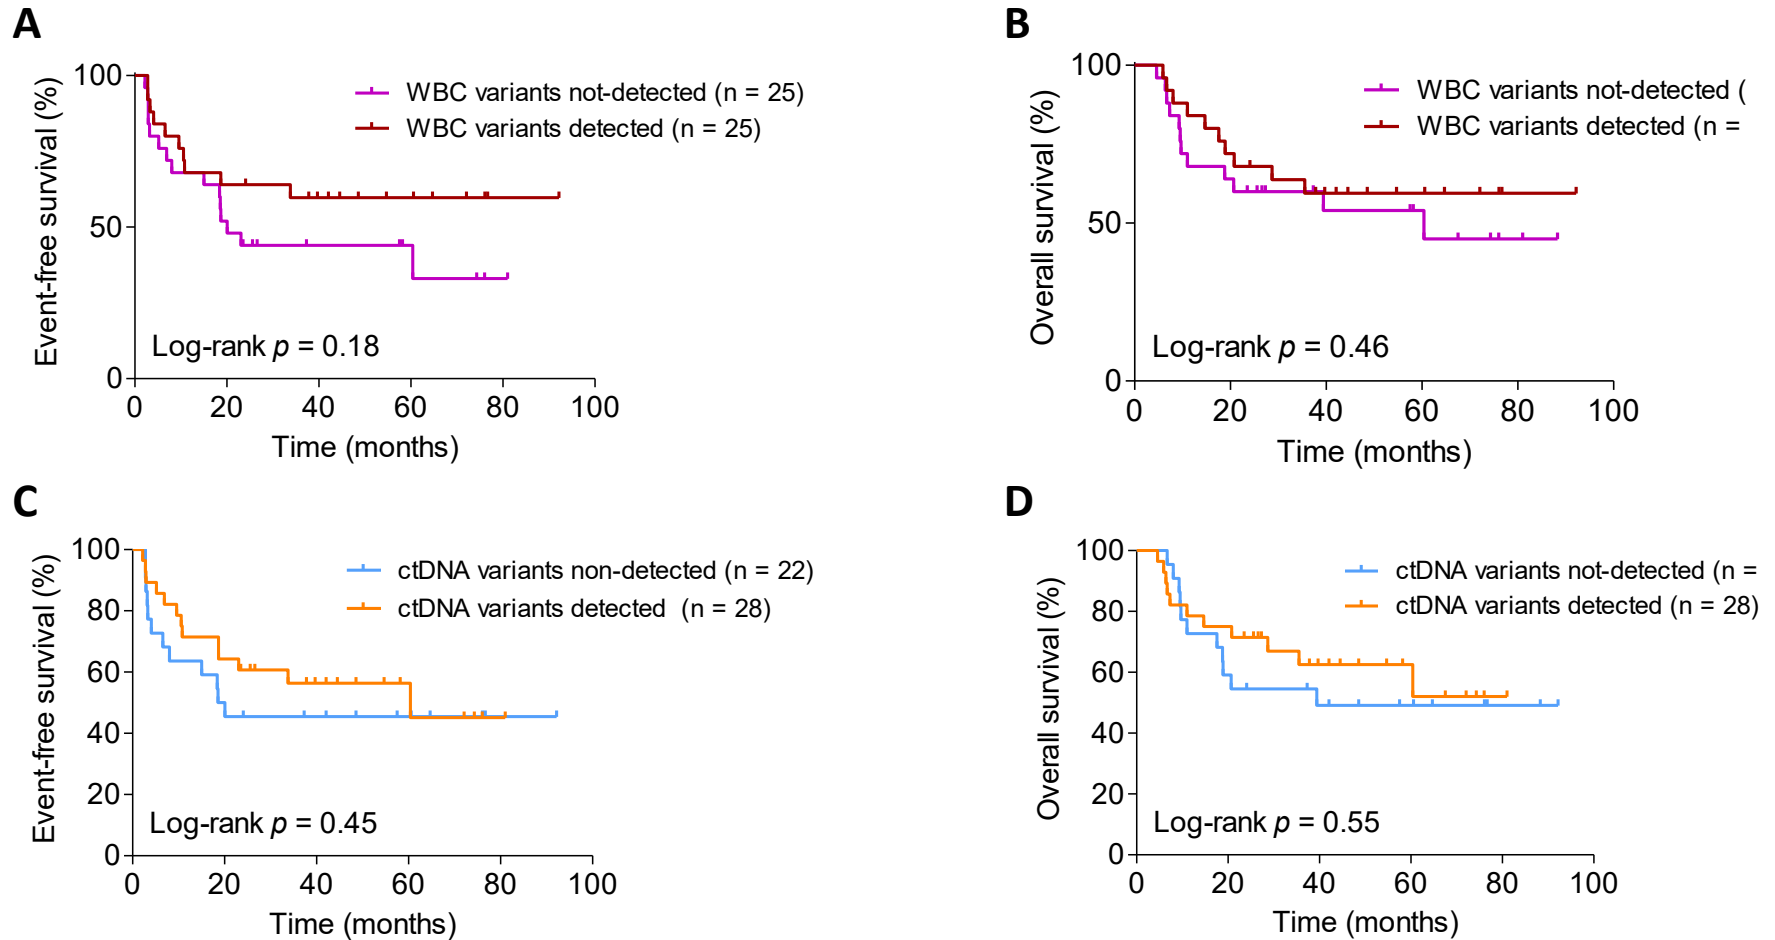 A
100
50
0
0 20 40 60 80 100
Event-free survival (%)
Time (months)
WBC variants not-detected (n = 25)
WBC variants detected (n = 25)
Log-rank p = 0.18
B
100
50
0
0 20 40 60 80 100
Overall survival (%)
Time (months)
WBC variants not-detected (
WBC variants detected (n =
Log-rank p = 0.46
C
100
80
60
40
20
0
0 20 40 60 80 100
Event-free survival (%)
Time (months)
ctDNA variants non-detected (n = 22)
ctDNA variants detected (n = 28)
Log-rank p = 0.45
D
100
80
60
40
20
0
0 20 40 60 80 100
Overall survival (%)
Time (months)
ctDNA variants not-detected (n =
ctDNA variants detected (n = 28)
Log-rank p = 0.55